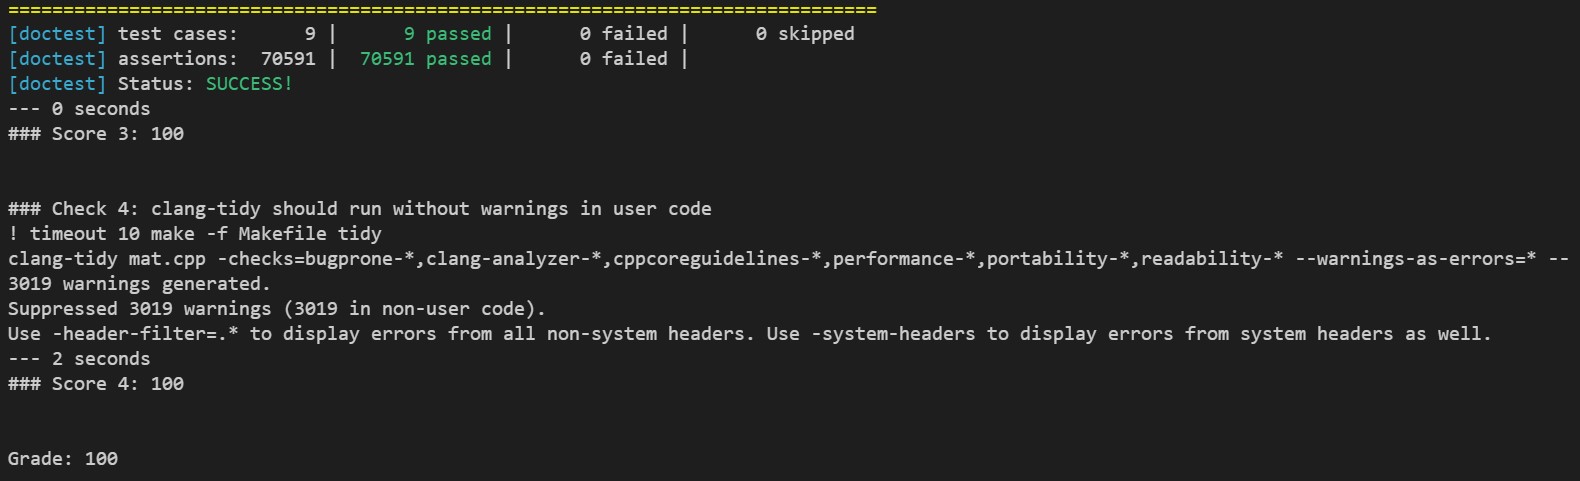 ===============================================================================
[doctest] test cases:      9 |      9 passed |      0 failed |      0 skipped
[doctest] assertions:  70591 |  70591 passed |      0 failed |
[doctest] Status: SUCCESS!
--- 0 seconds
### Score 3: 100
### Check 4: clang-tidy should run without warnings in user code
! timeout 10 make -f Makefile tidy
clang-tidy mat.cpp -checks=bugprone-*,clang-analyzer-*,cppcoreguidelines-*,performance-*,portability-*,readability-* --warnings-as-errors=* --
3019 warnings generated.
Suppressed 3019 warnings (3019 in non-user code).
Use -header-filter=.* to display errors from all non-system headers. Use -system-headers to display errors from system headers as well.
--- 2 seconds
### Score 4: 100
Grade: 100